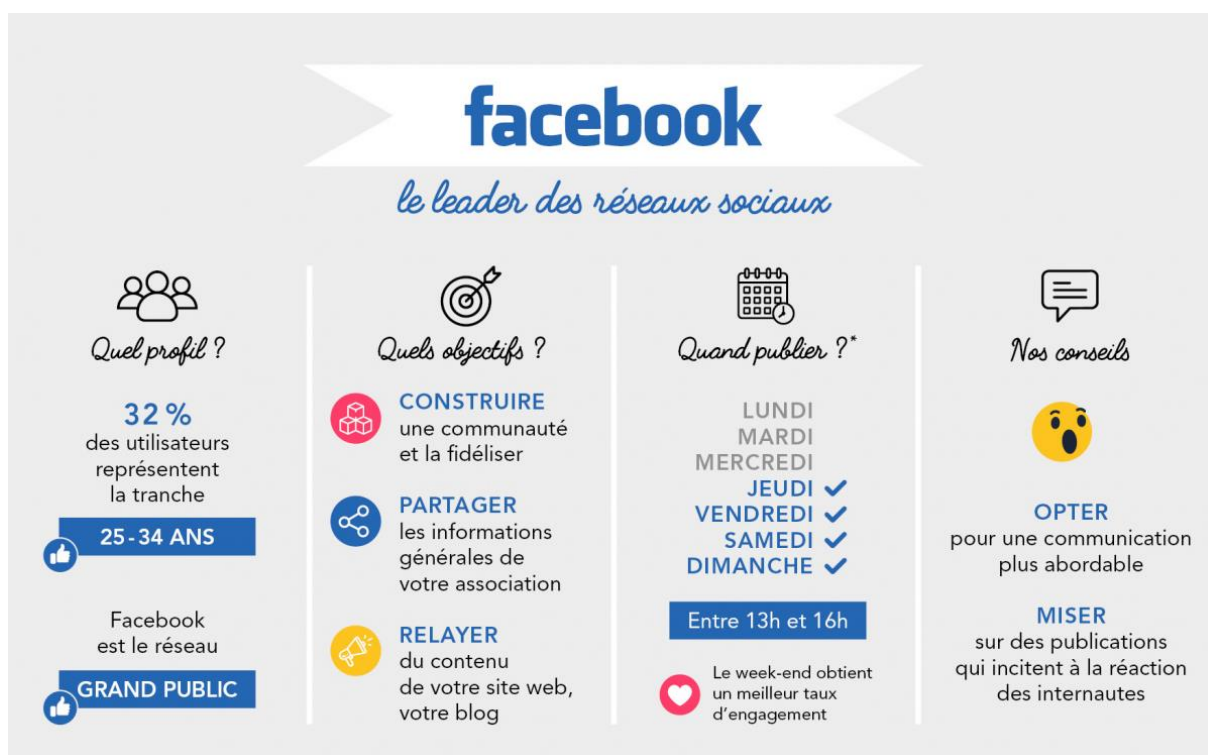 facebook
le leader des réseaux sociaux
Quel profil ?
32 %
des utilisateurs
représentent
la tranche
25-34 ANS
Facebook
est le réseau
GRAND PUBLIC
Quels objectifs ?
CONSTRUIRE
une communauté
et la fidéliser
PARTAGER
les informations
générales de
votre association
RELAYER
du contenu
de votre site web,
votre blog
Quand publier ?*
LUNDI
MARDI
MERCREDI
JEUDI ✓
VENDREDI ✓
SAMEDI ✓
DIMANCHE ✓
Entre 13h et 16h
Le week-end obtient
un meilleur taux
d'engagement
Nos conseils
OPTER
pour une communication
plus abordable
MISER
sur des publications
qui incitent à la réaction
des internautes